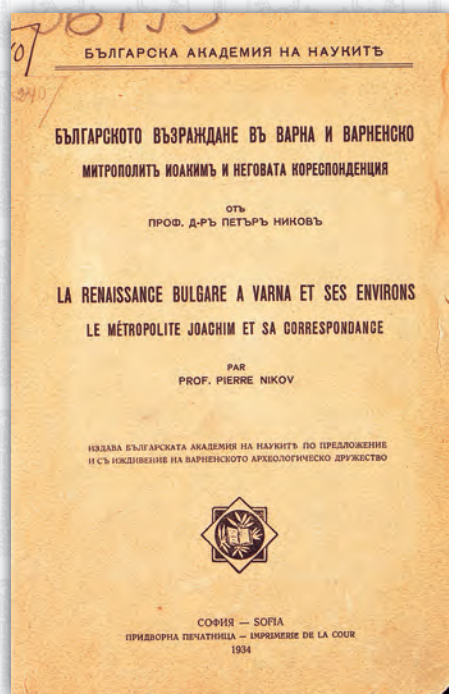 БЪЛГАРСКА АКАДЕМИЯ НА НАУКИТѢ
240
БЪЛГАРСКОТО ВЪЗРАЖДАНЕ ВЪ ВАРНА И ВАРНЕНСКО
МИТРОПОЛИТЪ ИОАКИМЪ И НЕГОВАТА КОРЕСПОНДЕНЦИЯ
ОТЪ
ПРОФ. Д-РЪ ПЕТЪРЪ НИКОВЪ
LA RENAISSANCE BULGARE A VARNA ET SES ENVIRONS
LE MÉTROPOLITE JOACHIM ET SA CORRESPONDANCE
PAR
PROF. PIERRE NIKOV
ИЗДАВА БЪЛГАРСКАТА АКАДЕМИЯ НА НАУКИТѢ ПО ПРЕДЛОЖЕНИЕ
И СЪ ИЖДИВЕНИЕ НА ВАРНЕНСКОТО АРХЕОЛОГИЧЕСКО ДРУЖЕСТВО
СОФИЯ — SOFIA
ПРИДВОРНА ПЕЧАТНИЦА — IMPRIMERIE DE LA COUR
1934